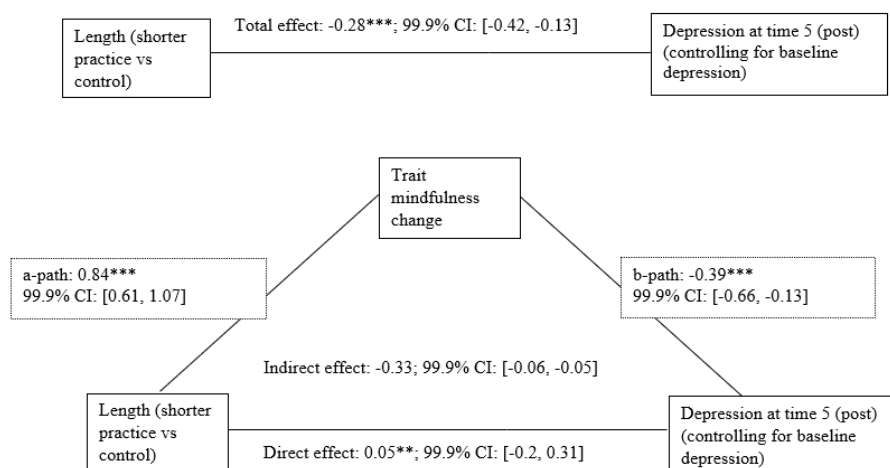 Total effect: -0.28***; 99.9% CI: [-0.42, -0.13]
Length (shorter
practice vs
control)
Depression at time 5 (post)
(controlling for baseline
depression)
Trait
mindfulness
change
a-path: 0.84***
99.9% CI: [0.61, 1.07]
b-path: -0.39***
99.9% CI: [-0.66, -0.13]
Indirect effect: -0.33; 99.9% CI: [-0.06, -0.05]
Length (shorter
practice vs
control)
Depression at time 5 (post)
(controlling for baseline
depression)
Direct effect: 0.05**; 99.9% CI: [-0.2, 0.31]